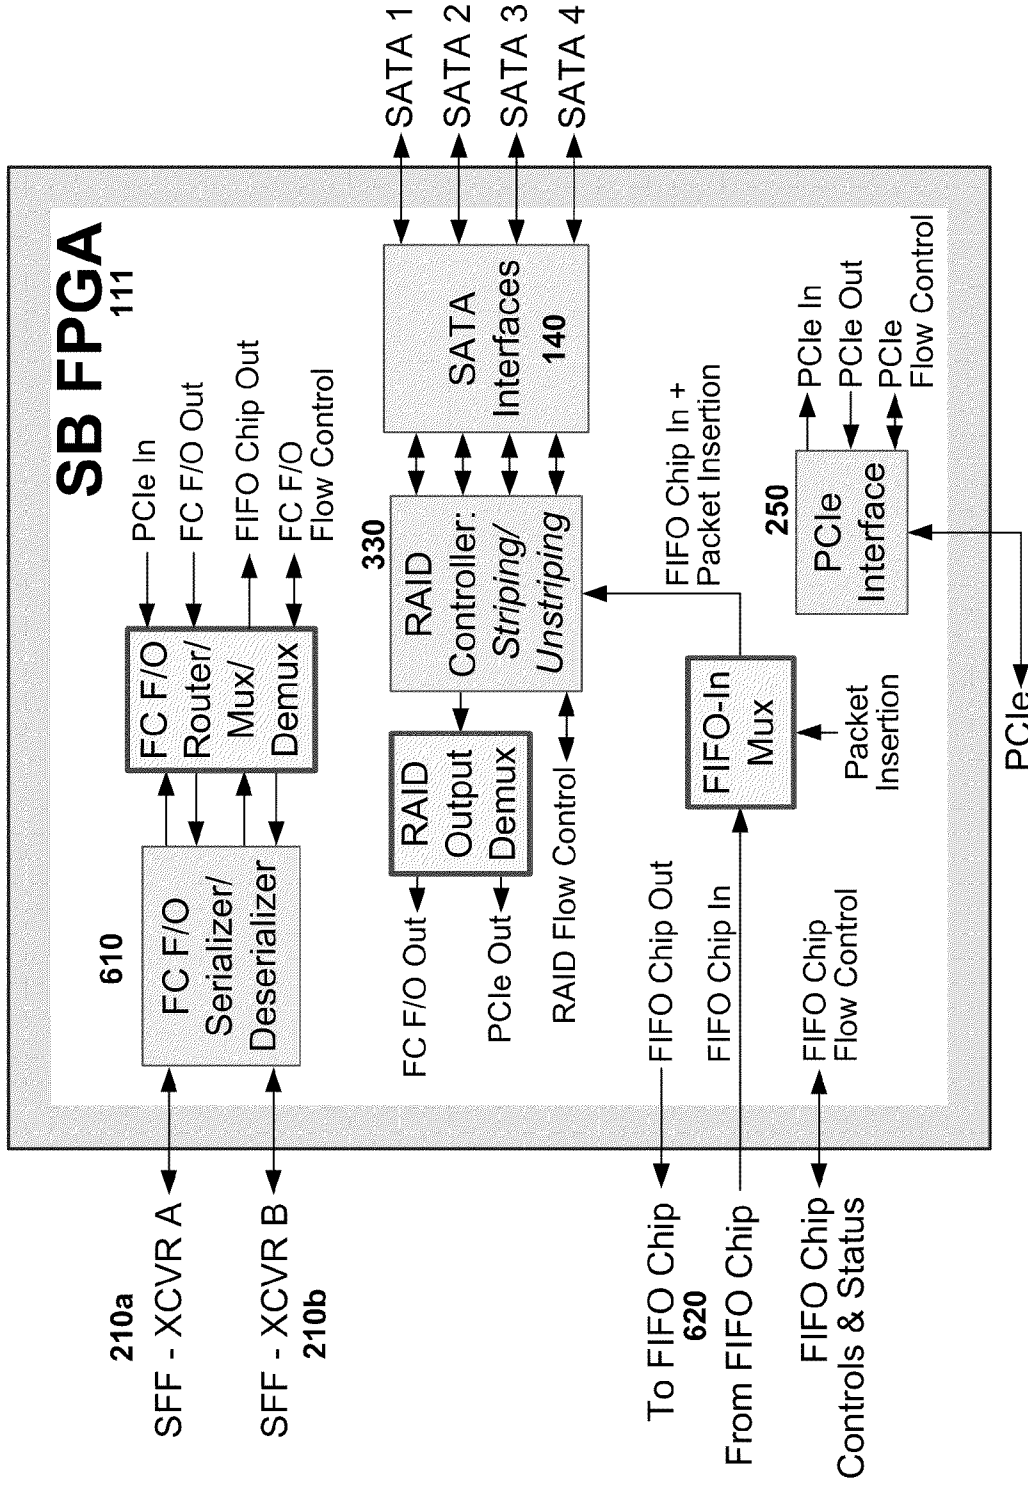 SB FPGA
111
210a
SFF - XCVR A
SFF - XCVR B
210b
610
FC F/O
Serializer/
Deserializer
FC F/O
Router/
Mux/
Demux
PCIe In
FC F/O Out
FIFO Chip Out
FC F/O
Flow Control
FC F/O Out
PCIe Out
RAID Flow Control
RAID
Output
Demux
330
RAID
Controller:
Striping/
Unstriping
SATA
Interfaces
140
SATA 1
SATA 2
SATA 3
SATA 4
To FIFO Chip
620
From FIFO Chip
FIFO Chip
Controls & Status
FIFO Chip Out
FIFO Chip In
FIFO Chip
Flow Control
FIFO-In
Mux
Packet
Insertion
FIFO Chip In +
Packet Insertion
250
PCIe
Interface
PCIe In
PCIe Out
PCIe
Flow Control
PCIe